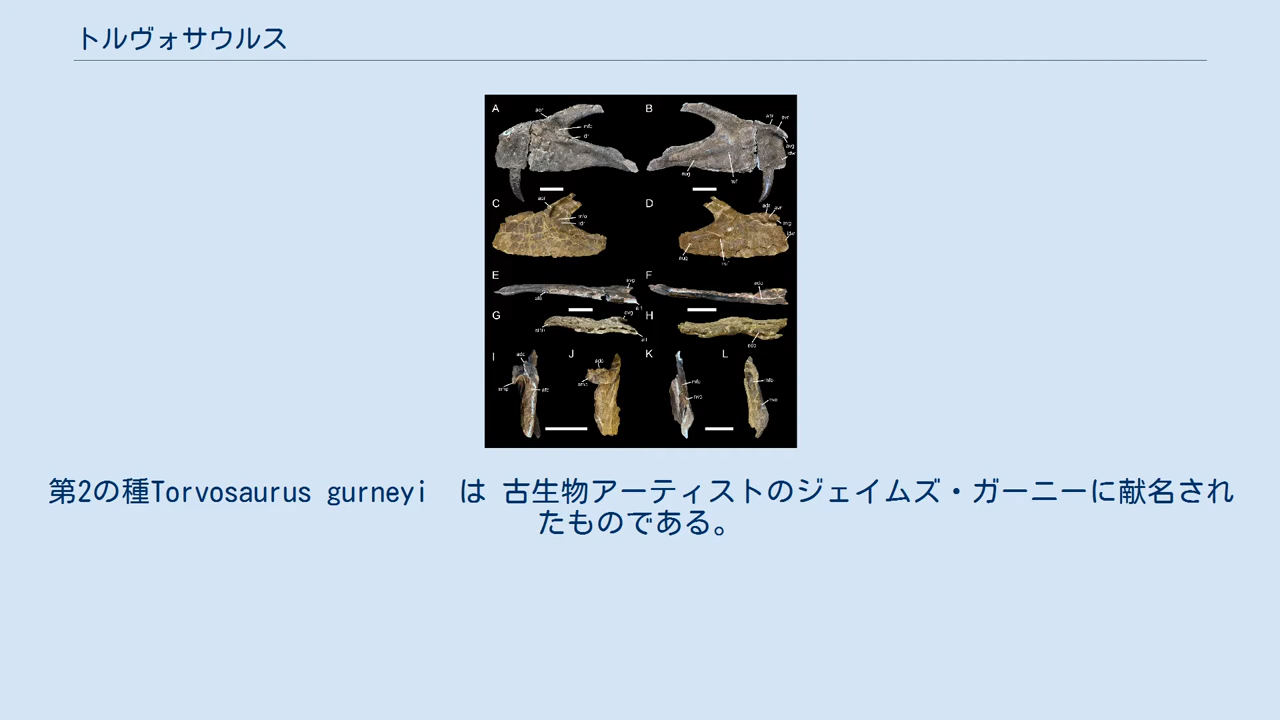 トルヴォサウルス
A
B
C
D
E
F
G
H
I
J
K
L
第2の種Torvosaurus gurneyi　は 古生物アーティストのジェイムズ・ガーニーに献名され
たものである。